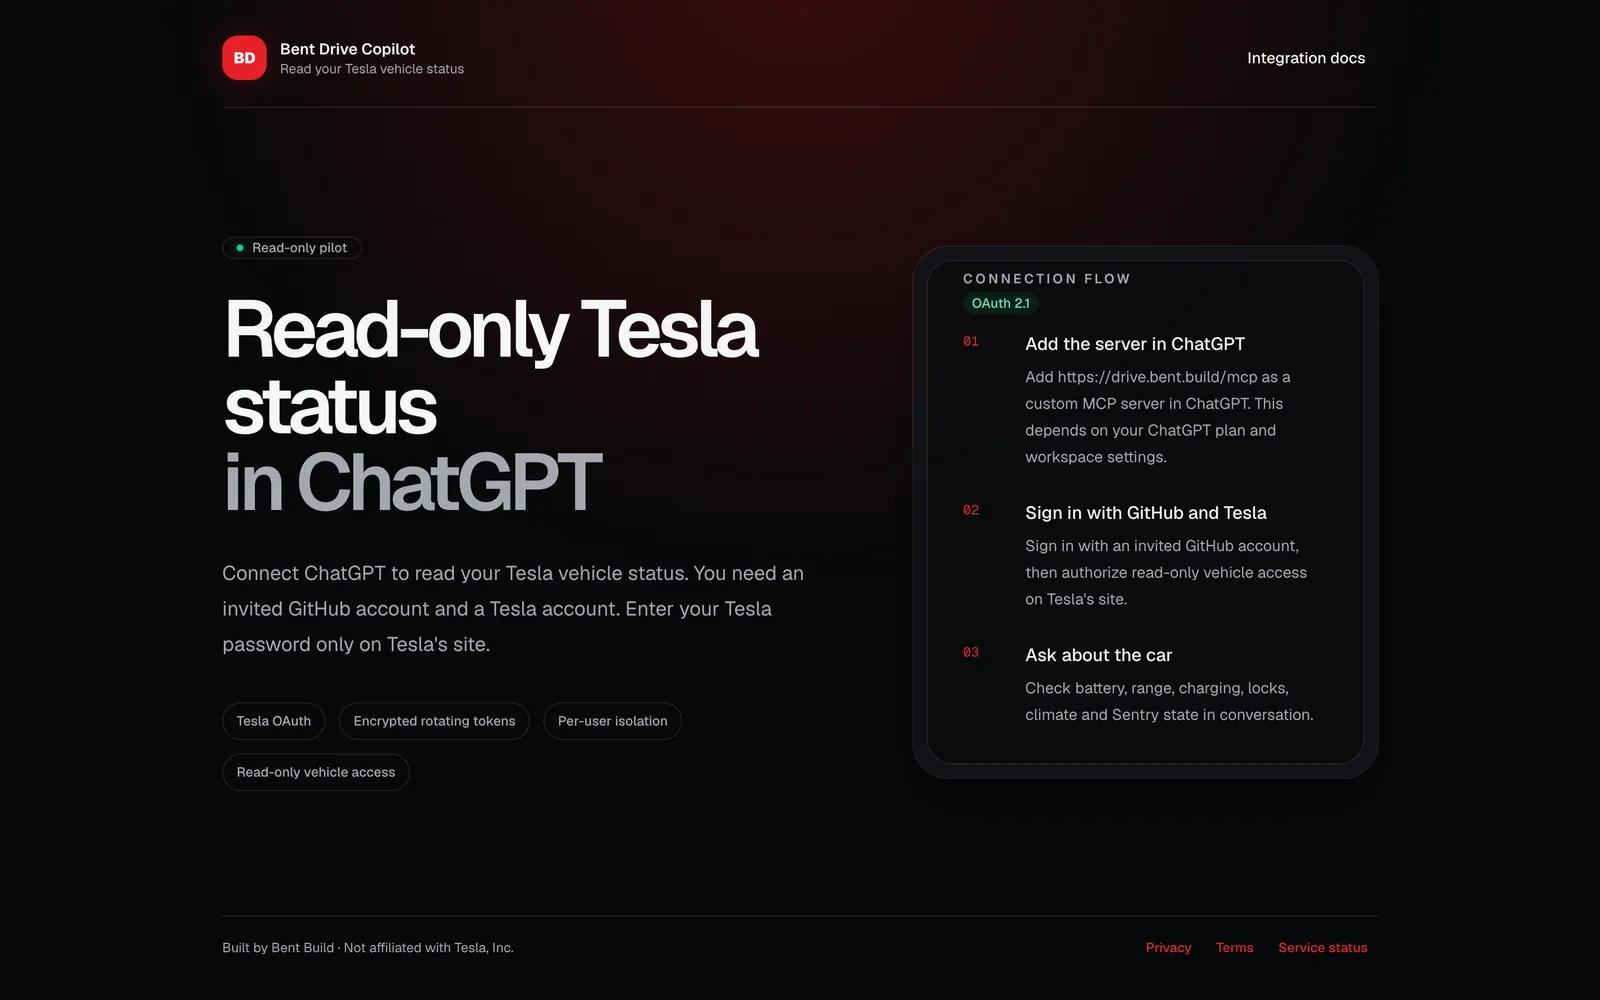 BD
Bent Drive Copilot
Read your Tesla vehicle status
Integration docs
Read-only pilot
Read-only Tesla
status
in ChatGPT
Connect ChatGPT to read your Tesla vehicle status. You need an
invited GitHub account and a Tesla account. Enter your Tesla
password only on Tesla's site.
Tesla OAuth
Encrypted rotating tokens
Per-user isolation
Read-only vehicle access
CONNECTION FLOW
OAuth 2.1
01
Add the server in ChatGPT
Add https://drive.bent.build/mcp as a
custom MCP server in ChatGPT. This
depends on your ChatGPT plan and
workspace settings.
02
Sign in with GitHub and Tesla
Sign in with an invited GitHub account,
then authorize read-only vehicle access
on Tesla's site.
03
Ask about the car
Check battery, range, charging, locks,
climate and Sentry state in conversation.
Built by Bent Build · Not affiliated with Tesla, Inc.
Privacy
Terms
Service status